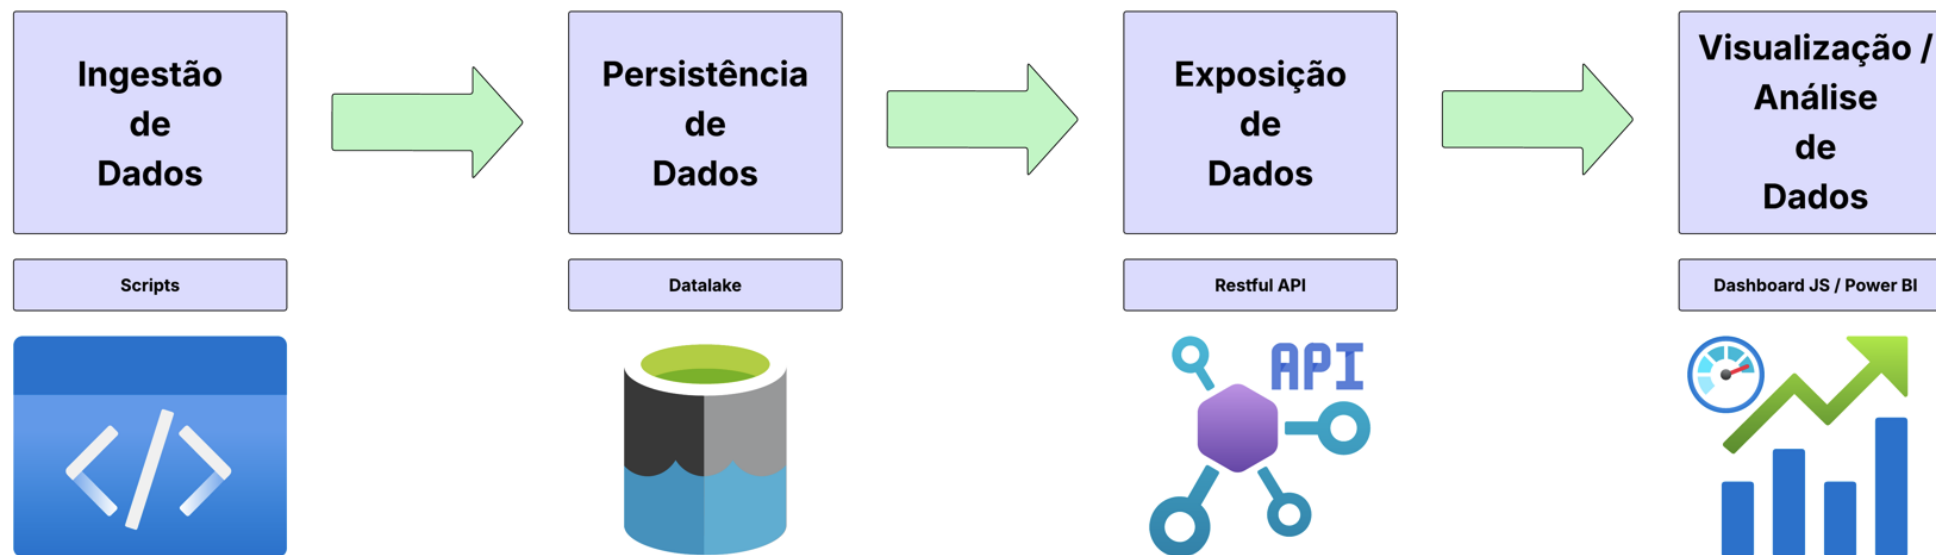 Ingestão
de
Dados
Persistência
de
Dados
Exposição
de
Dados
Visualização /
Análise
de
Dados
Scripts
Datalake
Restful API
Dashboard JS / Power BI
API